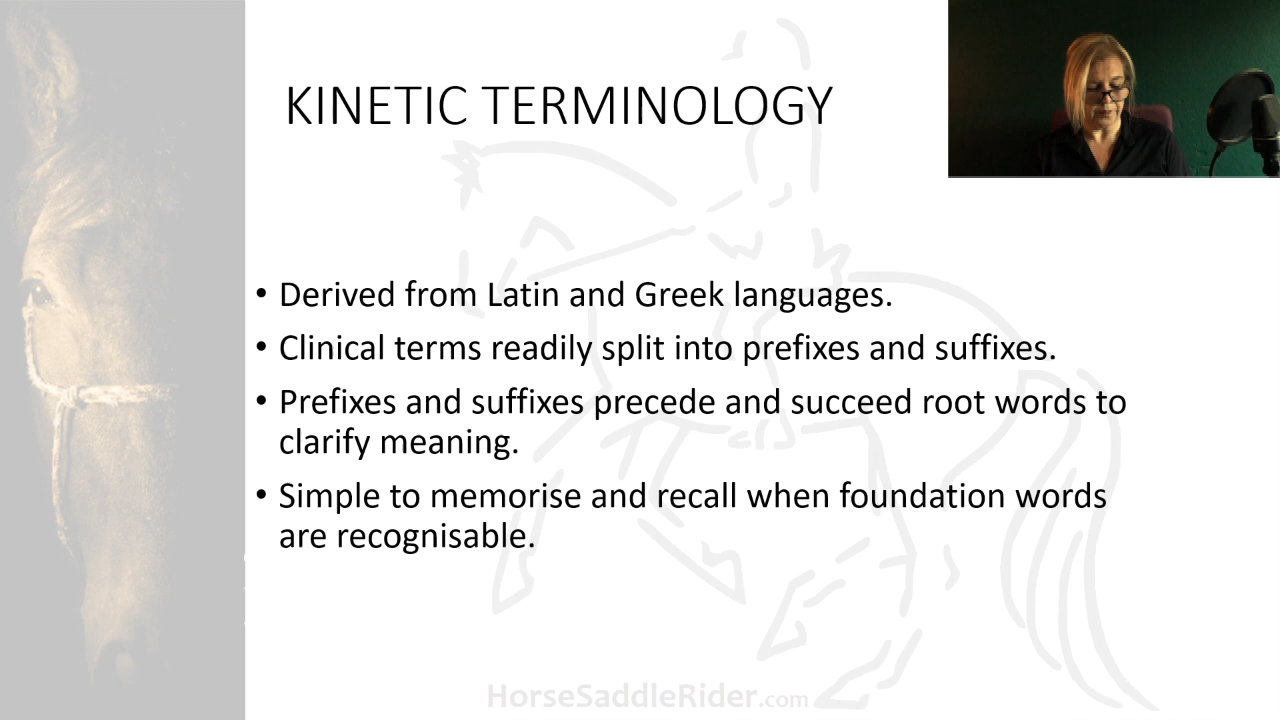 KINETIC TERMINOLOGY
• Derived from Latin and Greek languages.
• Clinical terms readily split into prefixes and suffixes.
• Prefixes and suffixes precede and succeed root words to
clarify meaning.
• Simple to memorise and recall when foundation words
are recognisable.
HorseSaddleRider.com